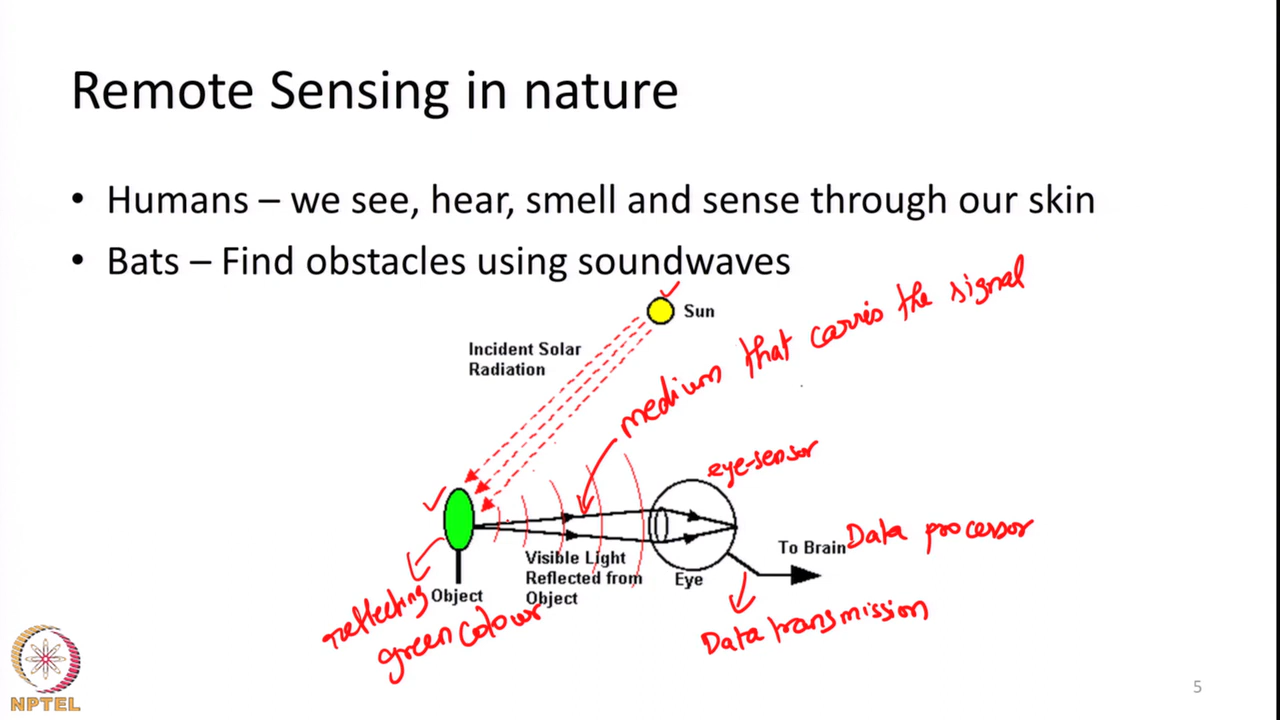 Remote Sensing in nature
• Humans – we see, hear, smell and sense through our skin
• Bats – Find obstacles using soundwaves
Sun
medium that carries the signal
Incident Solar
Radiation
eye-sensor
To Brain
Data processor
Visible Light
Reflected from
Object
Eye
Object
reflecting
green colour
Data transmission
NPTEL
5